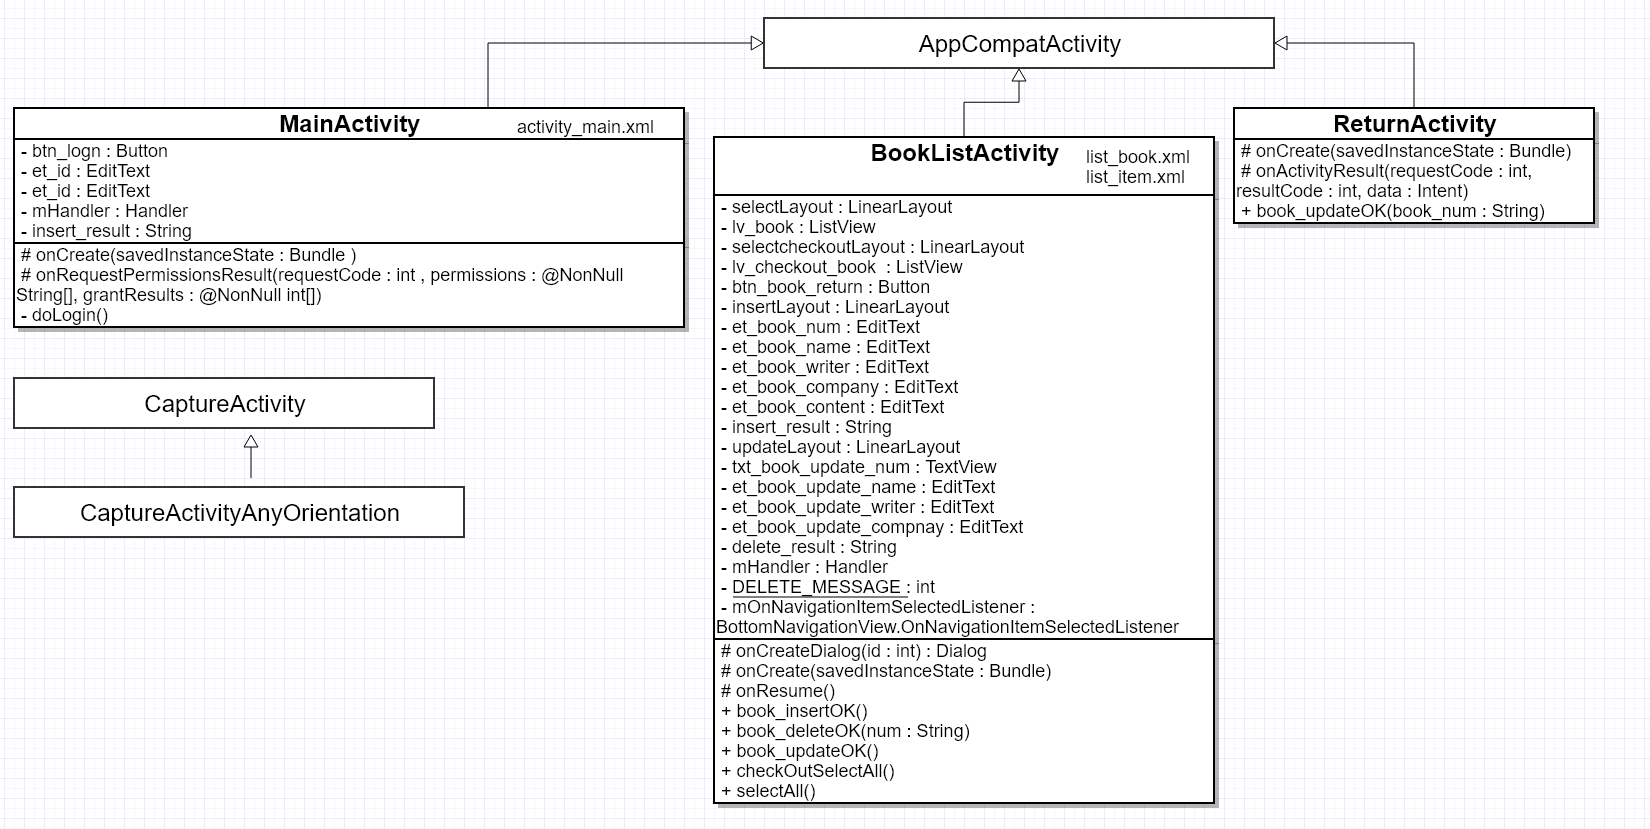 AppCompatActivity
MainActivity
activity_main.xml
- btn_logn : Button
- et_id : EditText
- et_id : EditText
- mHandler : Handler
- insert_result : String
# onCreate(savedInstanceState : Bundle )
# onRequestPermissionsResult(requestCode : int , permissions : @NonNull
String[], grantResults : @NonNull int[])
- doLogin()
CaptureActivity
CaptureActivityAnyOrientation
BookListActivity
list_book.xml
list_item.xml
- selectLayout : LinearLayout
- lv_book : ListView
- selectcheckoutLayout : LinearLayout
- lv_checkout_book  : ListView
- btn_book_return : Button
- insertLayout : LinearLayout
- et_book_num : EditText
- et_book_name : EditText
- et_book_writer : EditText
- et_book_company : EditText
- et_book_content : EditText
- insert_result : String
- updateLayout : LinearLayout
- txt_book_update_num : TextView
- et_book_update_name : EditText
- et_book_update_writer : EditText
- et_book_update_compnay : EditText
- delete_result : String
- mHandler : Handler
- DELETE_MESSAGE : int
- mOnNavigationItemSelectedListener :
BottomNavigationView.OnNavigationItemSelectedListener
# onCreateDialog(id : int) : Dialog
# onCreate(savedInstanceState : Bundle)
# onResume()
+ book_insertOK()
+ book_deleteOK(num : String)
+ book_updateOK()
+ checkOutSelectAll()
+ selectAll()
ReturnActivity
# onCreate(savedInstanceState : Bundle)
# onActivityResult(requestCode : int,
resultCode : int, data : Intent)
+ book_updateOK(book_num : String)